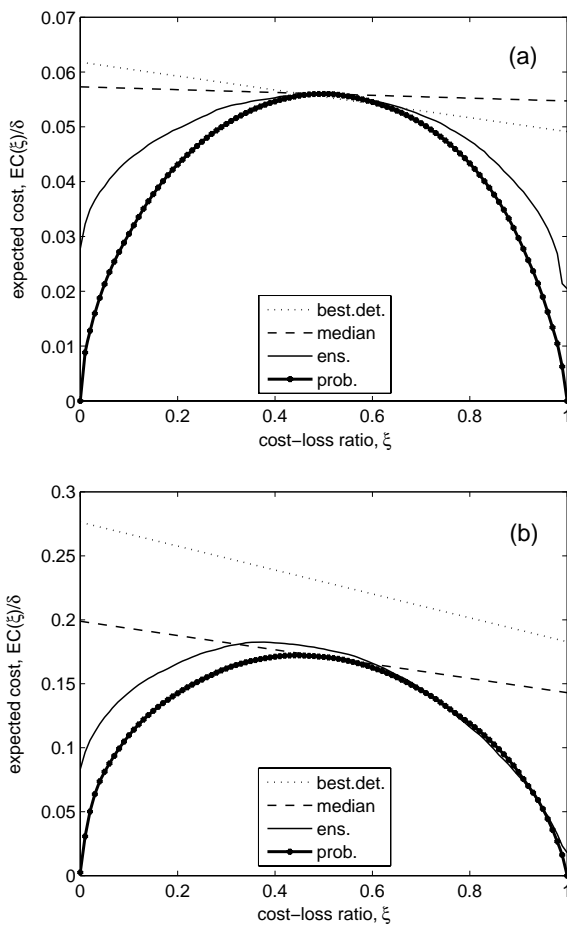 0.07
(a)
0.06
0.05
0.04
0.03
0.02
0.01
0
expected cost, EC(ξ)/δ
best.det.
median
ens.
prob.
0 0.2 0.4 0.6 0.8 1
cost−loss ratio, ξ
0.3
(b)
0.25
0.2
0.15
0.1
0.05
0
expected cost, EC(ξ)/δ
best.det.
median
ens.
prob.
0 0.2 0.4 0.6 0.8 1
cost−loss ratio, ξ